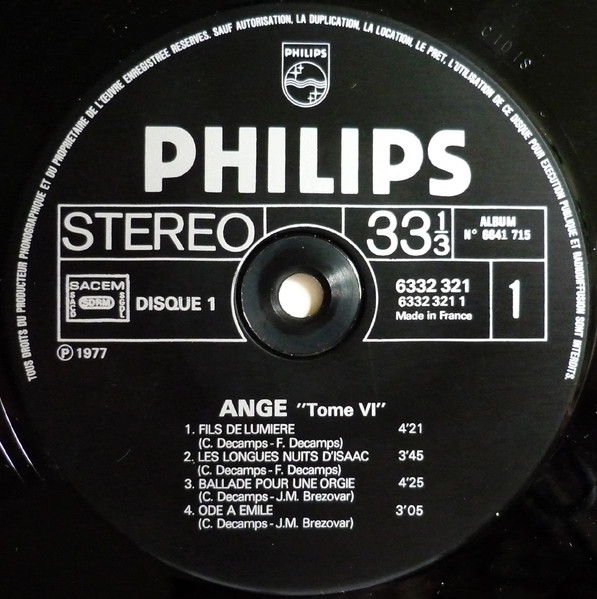 TOUS DROITS DU PRODUCTEUR PHONOGRAPHIQUE ET DU PROPRIETAIRE DE L'ŒUVRE ENREGISTREE RESERVES. SAUF AUTORISATION, LA DUPLICATION, LA LOCATION, LE PRET, L'UTILISATION DE CE DISQUE POUR EXECUTION PUBLIQUE ET RADIODIFFUSION SONT INTERDITS.
PHILIPS
PHILIPS
STEREO
33 1/3
ALBUM
N° 6641 715
SACEM
SACD
SDRM
SGDL
DISQUE 1
6332 321
6332 321 1
Made in France
1
Ⓟ 1977
ANGE "Tome VI"
1. FILS DE LUMIERE 4'21
(C. Decamps - F. Decamps)
2. LES LONGUES NUITS D'ISAAC 3'45
(C. Decamps - F. Decamps)
3. BALLADE POUR UNE ORGIE 4'25
(C. Decamps - J.M. Brezovar)
4. ODE A EMILE 3'05
(C. Decamps - J.M. Brezovar)